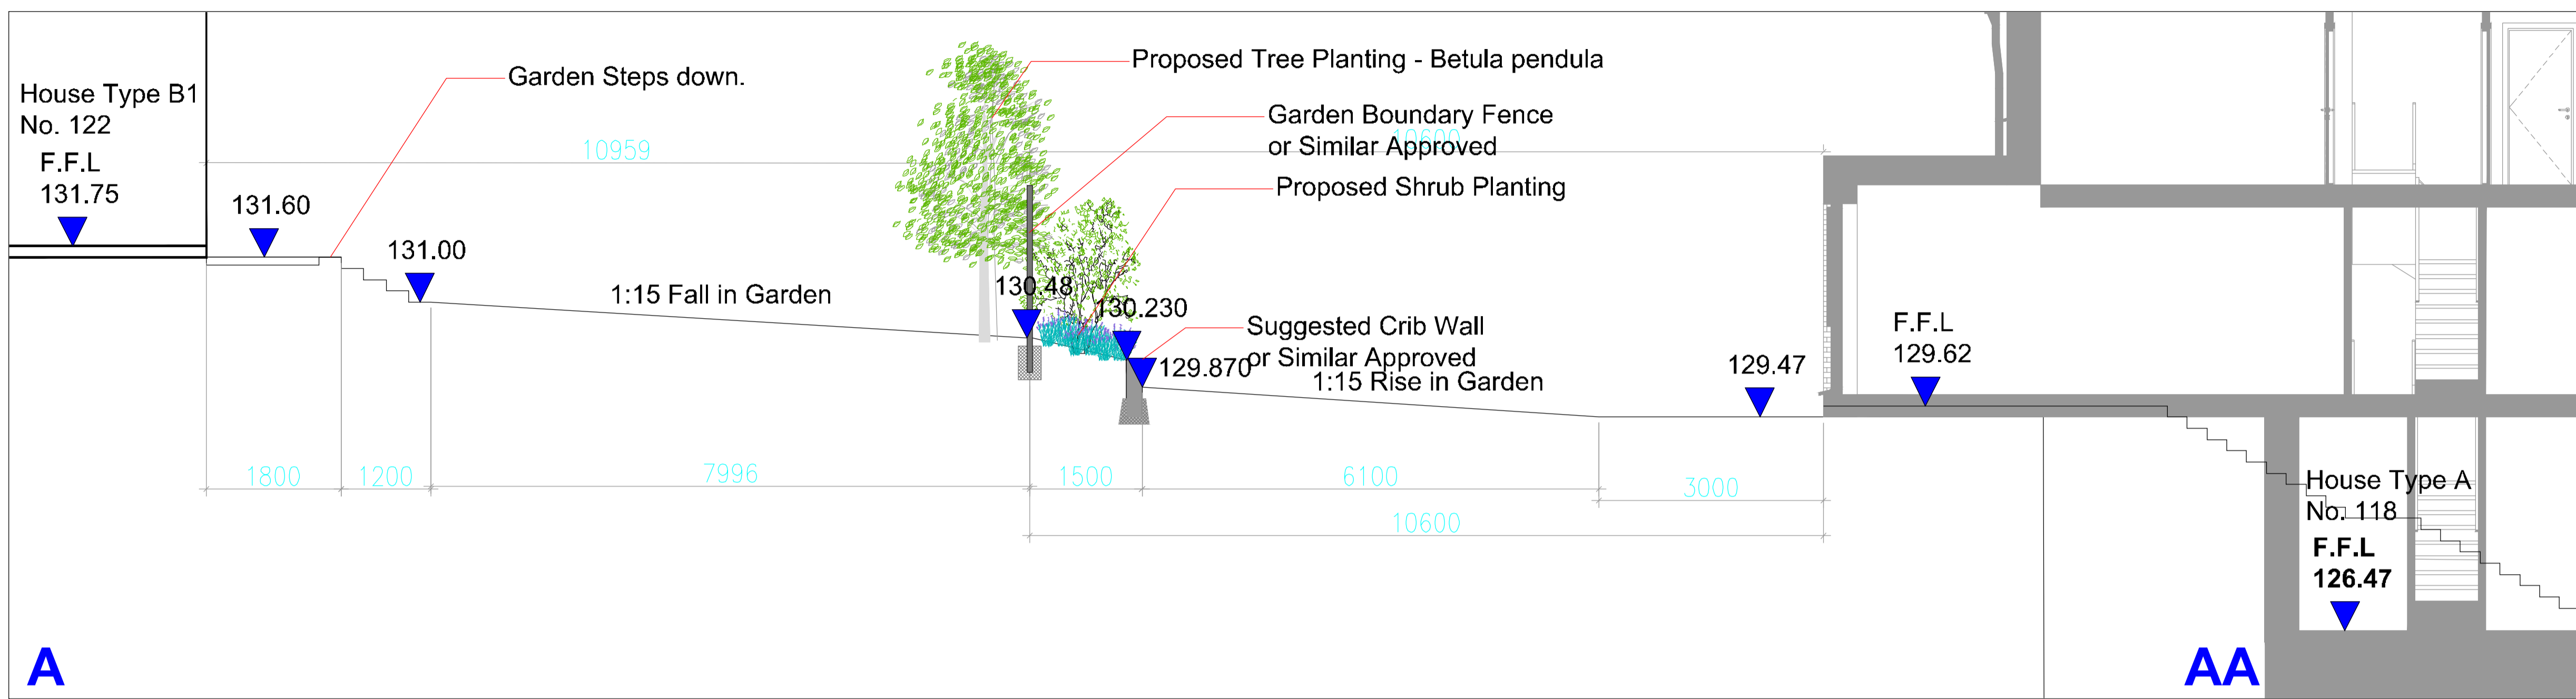 House Type B1
No. 122
F.F.L
131.75
131.60
Garden Steps down.
131.00
10959
1:15 Fall in Garden
Proposed Tree Planting - Betula pendula
Garden Boundary Fence
or Similar Approved
10600
Proposed Shrub Planting
130.48
130.230
Suggested Crib Wall
or Similar Approved
129.870
1:15 Rise in Garden
129.47
F.F.L
129.62
1800
1200
7996
1500
6100
3000
10600
House Type A
No. 118
F.F.L
126.47
A
AA